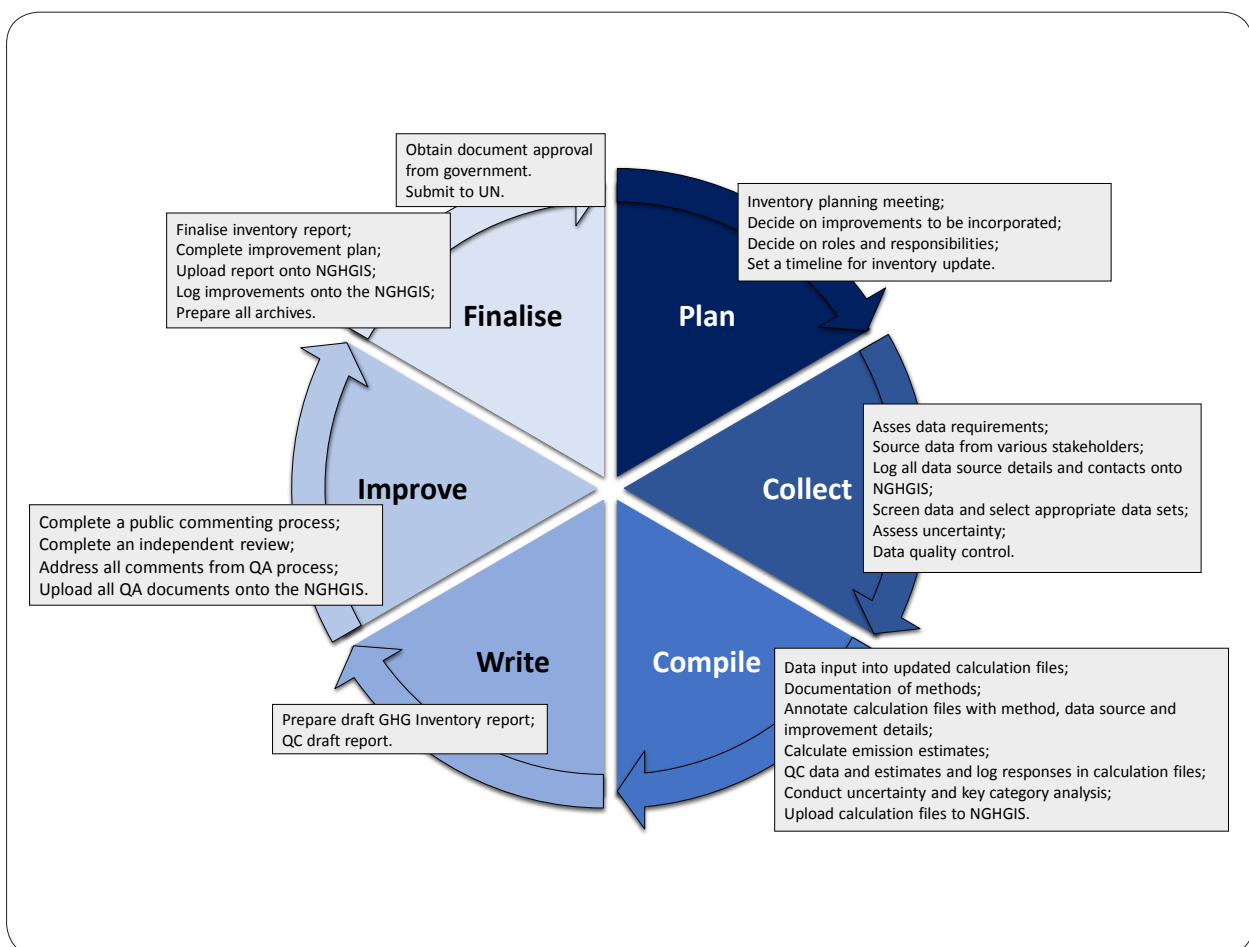 Obtain document approval
from government.
Submit to UN.
Finalise inventory report;
Complete improvement plan;
Upload report onto NGHGIS;
Log improvements onto the NGHGIS;
Prepare all archives.
Finalise
Plan
Inventory planning meeting;
Decide on improvements to be incorporated;
Decide on roles and responsibilities;
Set a timeline for inventory update.
Improve
Collect
Asses data requirements;
Source data from various stakeholders;
Log all data source details and contacts onto
NGHGIS;
Screen data and select appropriate data sets;
Assess uncertainty;
Data quality control.
Complete a public commenting process;
Complete an independent review;
Address all comments from QA process;
Upload all QA documents onto the NGHGIS.
Write
Compile
Prepare draft GHG Inventory report;
QC draft report.
Data input into updated calculation files;
Documentation of methods;
Annotate calculation files with method, data source and
improvement details;
Calculate emission estimates;
QC data and estimates and log responses in calculation files;
Conduct uncertainty and key category analysis;
Upload calculation files to NGHGIS.